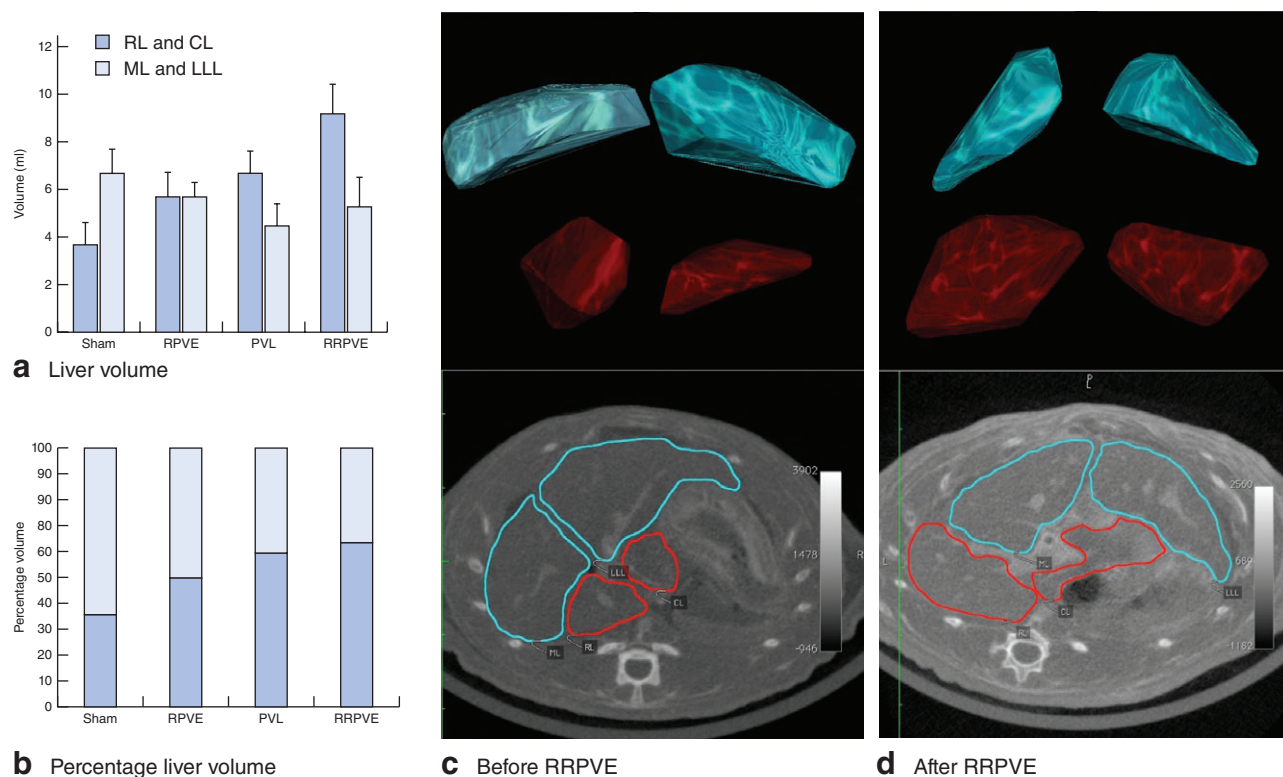 RL and CL
ML and LLL
12
10
8
6
4
2
0
Volume (ml)
Sham
RPVE
PVL
RRPVE
a Liver volume
100
90
80
90
80
60
50
40
30
20
10
0
Percentage volume
Sham
RPVE
PVL
RRPVE
b Percentage liver volume
3902
1478
-946
R
LLL
CL
RL
ML
c Before RRPVE
P
L
2560
669
-1182
L
ML
CL
LLL
RL
d After RRPVE